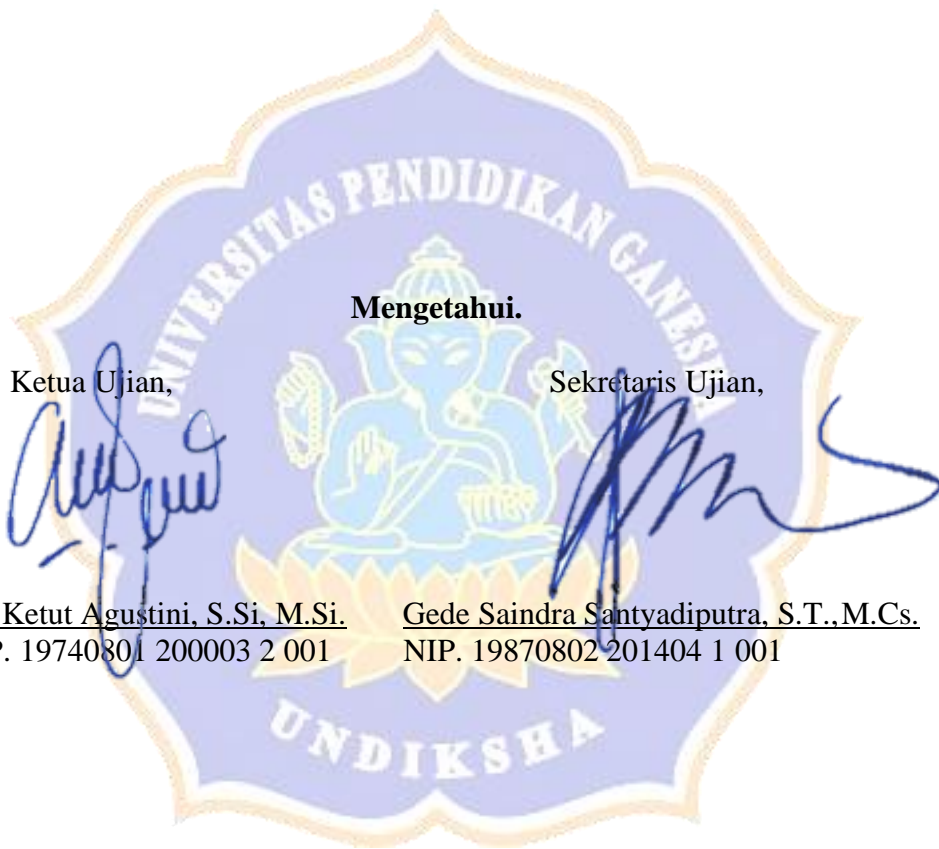 UNIVERSITAS PENDIDIKAN GANESHA
Mengetahui.
Ketua Ujian,
Sekretaris Ujian,
Ketut Agustini, S.Si, M.Si.
Gede Saindra Santyadiputra, S.T., M.Cs.
P. 19740801 200003 2 001
NIP. 19870802 201404 1 001
UNDIKSHA